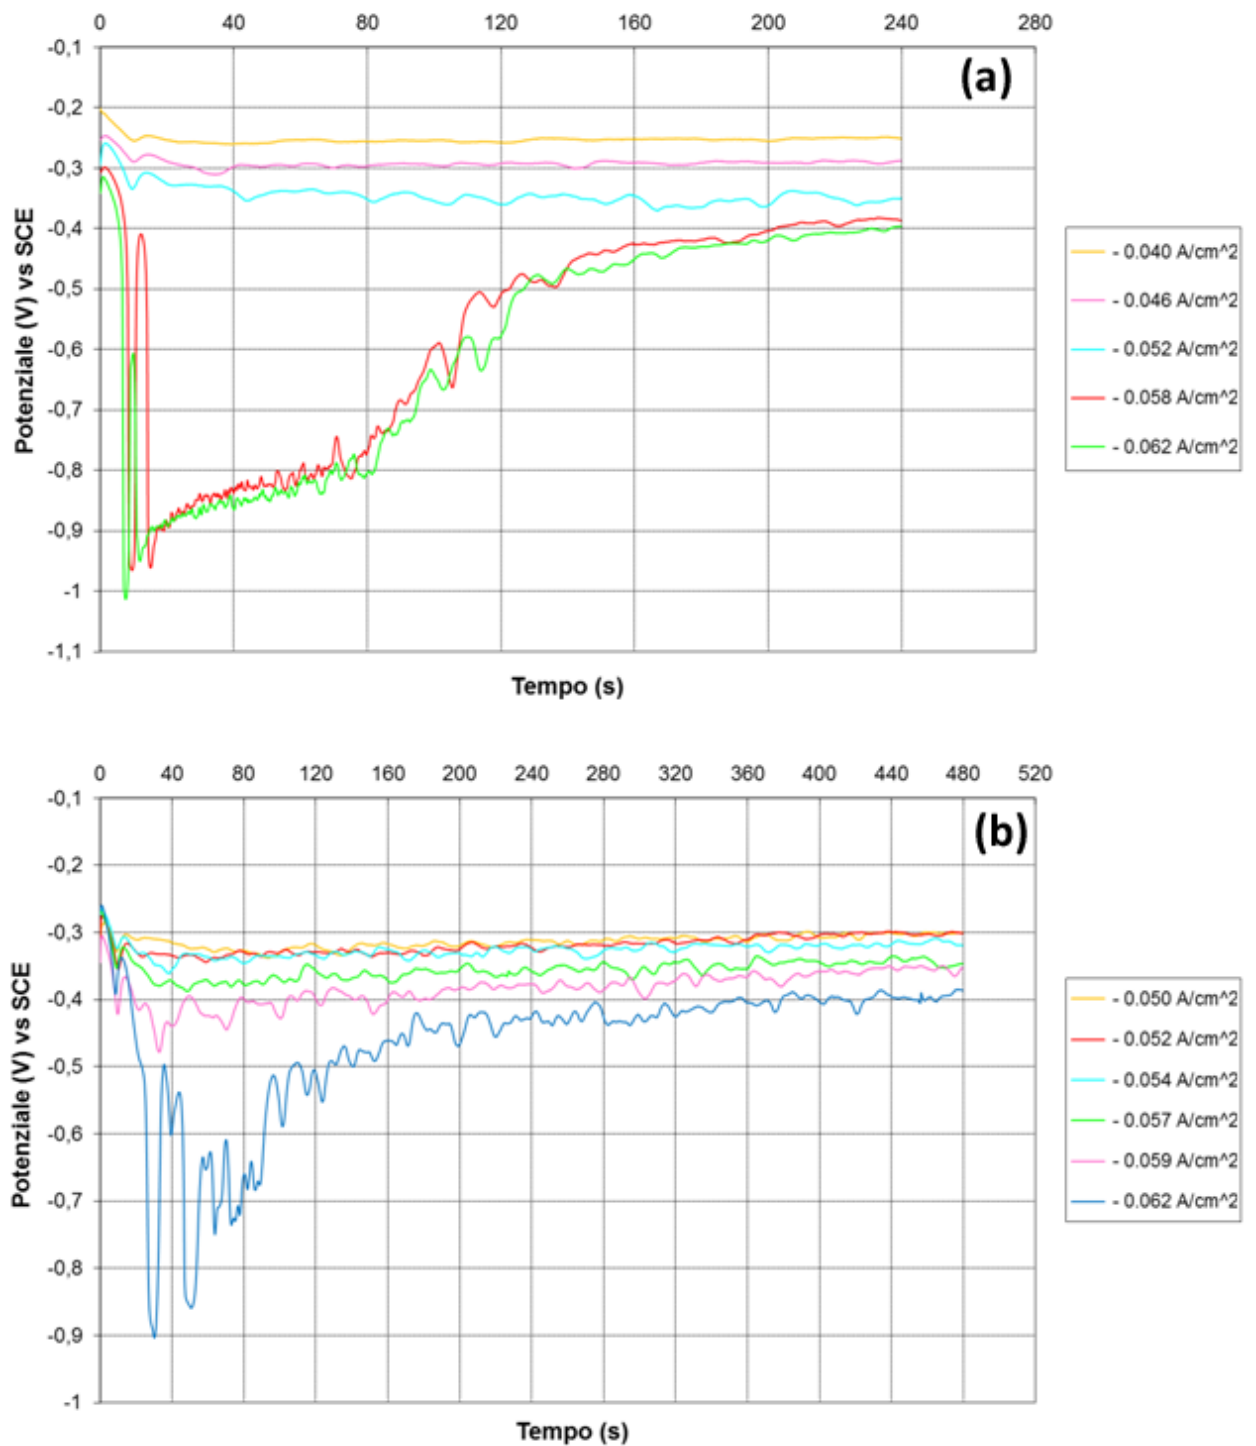 0 40 80 120 160 200 240 280
-0,1
(a)
-0,2
-0,3
-0,4
-0,5
-0,6
-0,7
-0,8
-0,9
-1
-1,1
Potenziale (V) vs SCE
Tempo (s)
- 0.040 A/cm^2
- 0.046 A/cm^2
- 0.052 A/cm^2
- 0.058 A/cm^2
- 0.062 A/cm^2
0 40 80 120 160 200 240 280 320 360 400 440 480 520
-0,1
(b)
-0,2
-0,3
-0,4
-0,5
-0,6
-0,7
-0,8
-0,9
-1
Potenziale (V) vs SCE
Tempo (s)
- 0.050 A/cm^2
- 0.052 A/cm^2
- 0.054 A/cm^2
- 0.057 A/cm^2
- 0.059 A/cm^2
- 0.062 A/cm^2